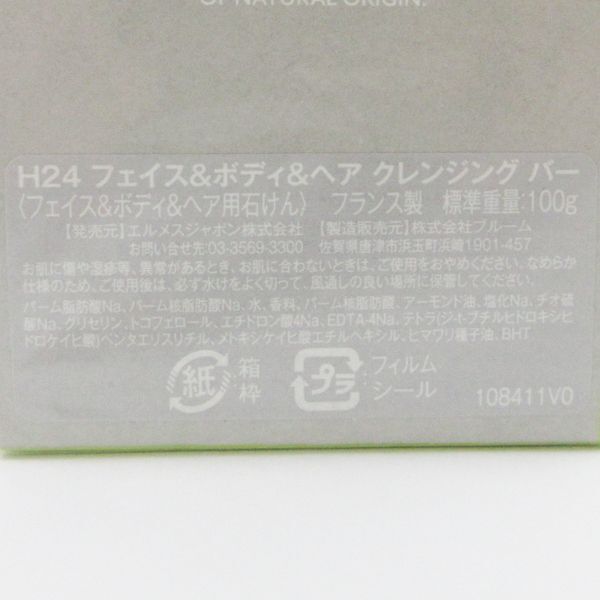 OF NATURAL ORIGIN.
H24 フェイス&ボディ&ヘア クレンジング バー
〈フェイス&ボディ&ヘア用石けん〉 フランス製 標準重量:100g
【発売元】エルメスジャポン株式会社 【製造販売元】株式会社ブルーム
お問い合わせ先:03-3569-3300 佐賀県唐津市浜玉町浜崎1901-457
お肌に傷や湿疹等、異常があるとき、お肌に合わないときは、ご使用をおやめください。なめらか
仕様のため、ご使用後は、必ず水けをよく切って、風通しの良い場所に保管してください。
パーム脂肪酸Na、パーム核脂肪酸Na、水、香料、パーム核脂肪酸、アーモンド油、塩化Na、チオ硫
酸Na、グリセリン、トコフェロール、エチドロン酸4Na、EDTA-4Na、テトラ(ジ-t-ブチルヒドロキシヒ
ドロケイヒ酸)ペンタエリスリチル、メトキシケイヒ酸エチルヘキシル、ヒマワリ種子油、BHT
紙 箱 プラ フィルム
枠 シール
108411V0